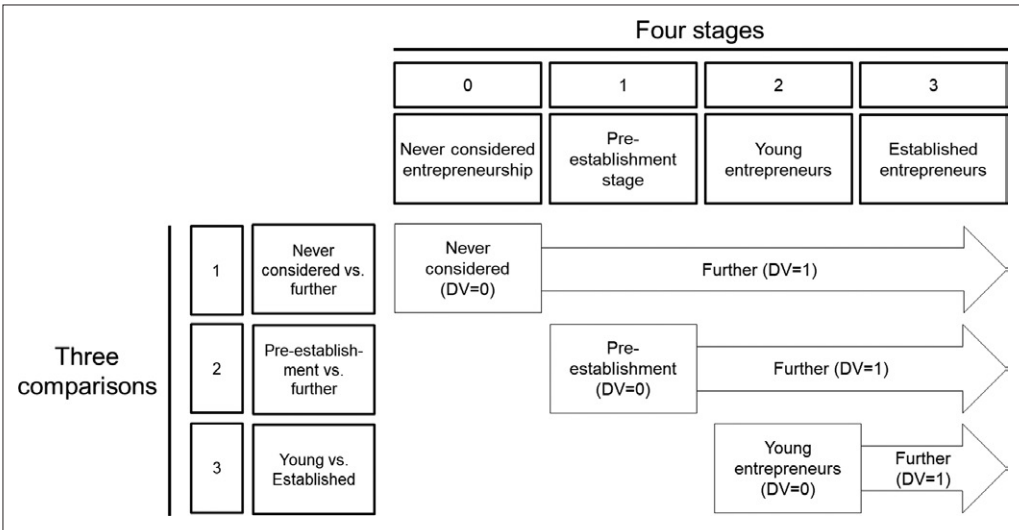 Four stages
0
1
2
3
Never considered
entrepreneurship
Pre-
establishment
stage
Young
entrepreneurs
Established
entrepreneurs
Three
comparisons
1
Never
considered vs.
further
Never
considered
(DV=0)
Further (DV=1)
2
Pre-establish-
ment vs.
further
Pre-
establishment
(DV=0)
Further (DV=1)
3
Young vs.
Established
Young
entrepreneurs
(DV=0)
Further
(DV=1)